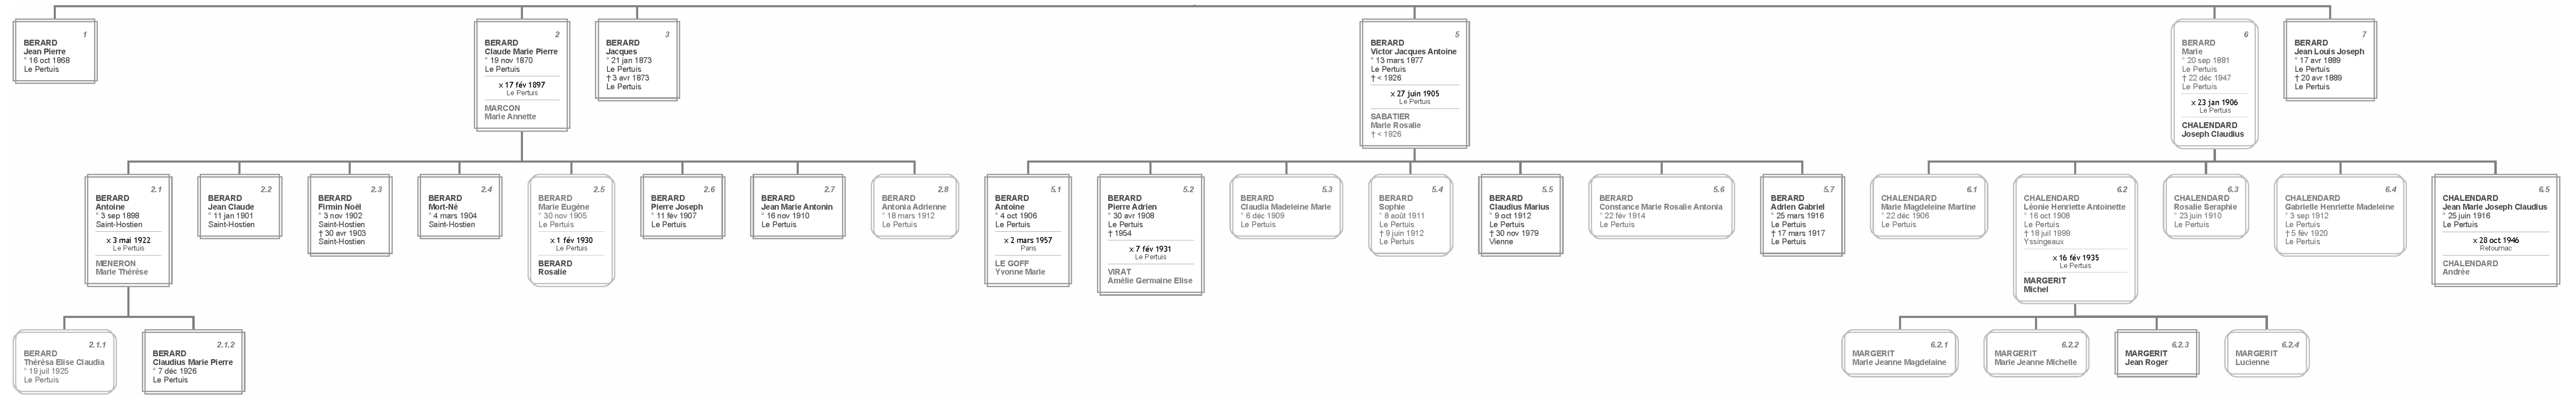 1
BERARD
Jean Pierre
° 16 oct 1868
Le Pertuis
2
BERARD
Claude Marie Pierre
° 19 nov 1870
Le Pertuis
x 17 fév 1897
Le Pertuis
MARCON
Marie Annette
3
BERARD
Jacques
° 21 jan 1873
Le Pertuis
† 3 avr 1873
Le Pertuis
5
BERARD
Victor Jacques Antoine
° 13 mars 1877
Le Pertuis
† < 1926
x 27 juin 1905
Le Pertuis
SABATIER
Marie Rosalie
† < 1926
6
BERARD
Marie
° 20 sep 1881
Le Pertuis
† 22 déc 1947
Le Pertuis
x 23 jan 1906
Le Pertuis
CHALENDARD
Joseph Claudius
7
BERARD
Jean Louis Joseph
° 17 avr 1889
Le Pertuis
† 20 avr 1889
Le Pertuis
2.1
BERARD
Antoine
° 3 sep 1898
Saint-Hostien
x 3 mai 1922
Le Pertuis
MENERON
Marie Thérèse
2.2
BERARD
Jean Claude
° 11 jan 1901
Saint-Hostien
2.3
BERARD
Firmin Noël
° 3 nov 1902
Saint-Hostien
† 30 avr 1903
Saint-Hostien
2.4
BERARD
Mort-Né
° 4 mars 1904
Saint-Hostien
2.5
BERARD
Marie Eugène
° 30 nov 1905
Le Pertuis
x 1 fév 1930
Le Pertuis
BERARD
Rosalie
2.6
BERARD
Pierre Joseph
° 11 fév 1907
Le Pertuis
2.7
BERARD
Jean Marie Antonin
° 16 nov 1910
Le Pertuis
2.8
BERARD
Antonia Adrienne
° 18 mars 1912
Le Pertuis
5.1
BERARD
Antoine
° 4 oct 1906
Le Pertuis
x 2 mars 1957
Paris
LE GOFF
Yvonne Marie
5.2
BERARD
Pierre Adrien
° 30 avr 1908
Le Pertuis
† 1954
x 7 fév 1931
Le Pertuis
VIRAT
Amélie Germaine Elise
5.3
BERARD
Claudia Madeleine Marie
° 6 déc 1909
Le Pertuis
5.4
BERARD
Sophie
° 8 août 1911
Le Pertuis
† 9 juin 1912
Le Pertuis
5.5
BERARD
Claudius Marius
° 9 oct 1912
Le Pertuis
† 30 nov 1979
Vienne
5.6
BERARD
Constance Marie Rosalie Antonia
° 22 fév 1914
Le Pertuis
5.7
BERARD
Adrien Gabriel
° 25 mars 1916
Le Pertuis
† 17 mars 1917
Le Pertuis
6.1
CHALENDARD
Marie Magdeleine Martine
° 22 déc 1906
Le Pertuis
6.2
CHALENDARD
Léonie Henriette Antoinette
° 16 oct 1908
Le Pertuis
† 18 juil 1999
Yssingeaux
x 16 fév 1935
Le Pertuis
MARGERIT
Michel
6.3
CHALENDARD
Rosalie Seraphie
° 23 juin 1910
Le Pertuis
6.4
CHALENDARD
Gabrielle Henriette Madeleine
° 3 sep 1912
Le Pertuis
† 5 fév 1920
Le Pertuis
6.5
CHALENDARD
Jean Marie Joseph Claudius
° 25 juin 1916
Le Pertuis
x 28 oct 1946
Retournac
CHALENDARD
Andrée
2.1.1
BERARD
Thérèsa Elise Claudia
° 19 juil 1925
Le Pertuis
2.1.2
BERARD
Claudius Marie Pierre
° 7 déc 1926
Le Pertuis
6.2.1
MARGERIT
Marie Jeanne Magdelaine
6.2.2
MARGERIT
Marie Jeanne Michelle
6.2.3
MARGERIT
Jean Roger
6.2.4
MARGERIT
Lucienne